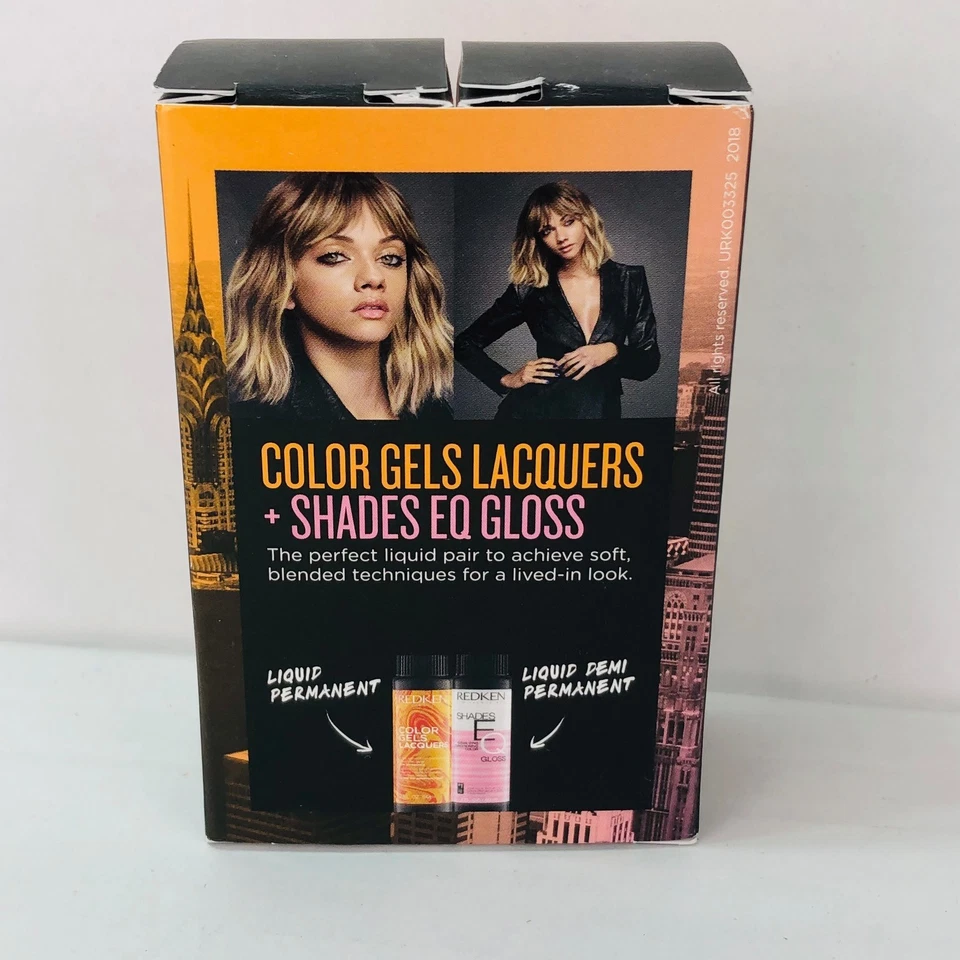 All rights reserved. URK003325 2018
COLOR GELS LACQUERS
+ SHADES EQ GLOSS
The perfect liquid pair to achieve soft,
blended techniques for a lived-in look.
LIQUID
PERMANENT
LIQUID DEMI
PERMANENT
REDKEN
COLOR
GELS
LACQUERS
REDKEN
SHADES
EQ
GLOSS